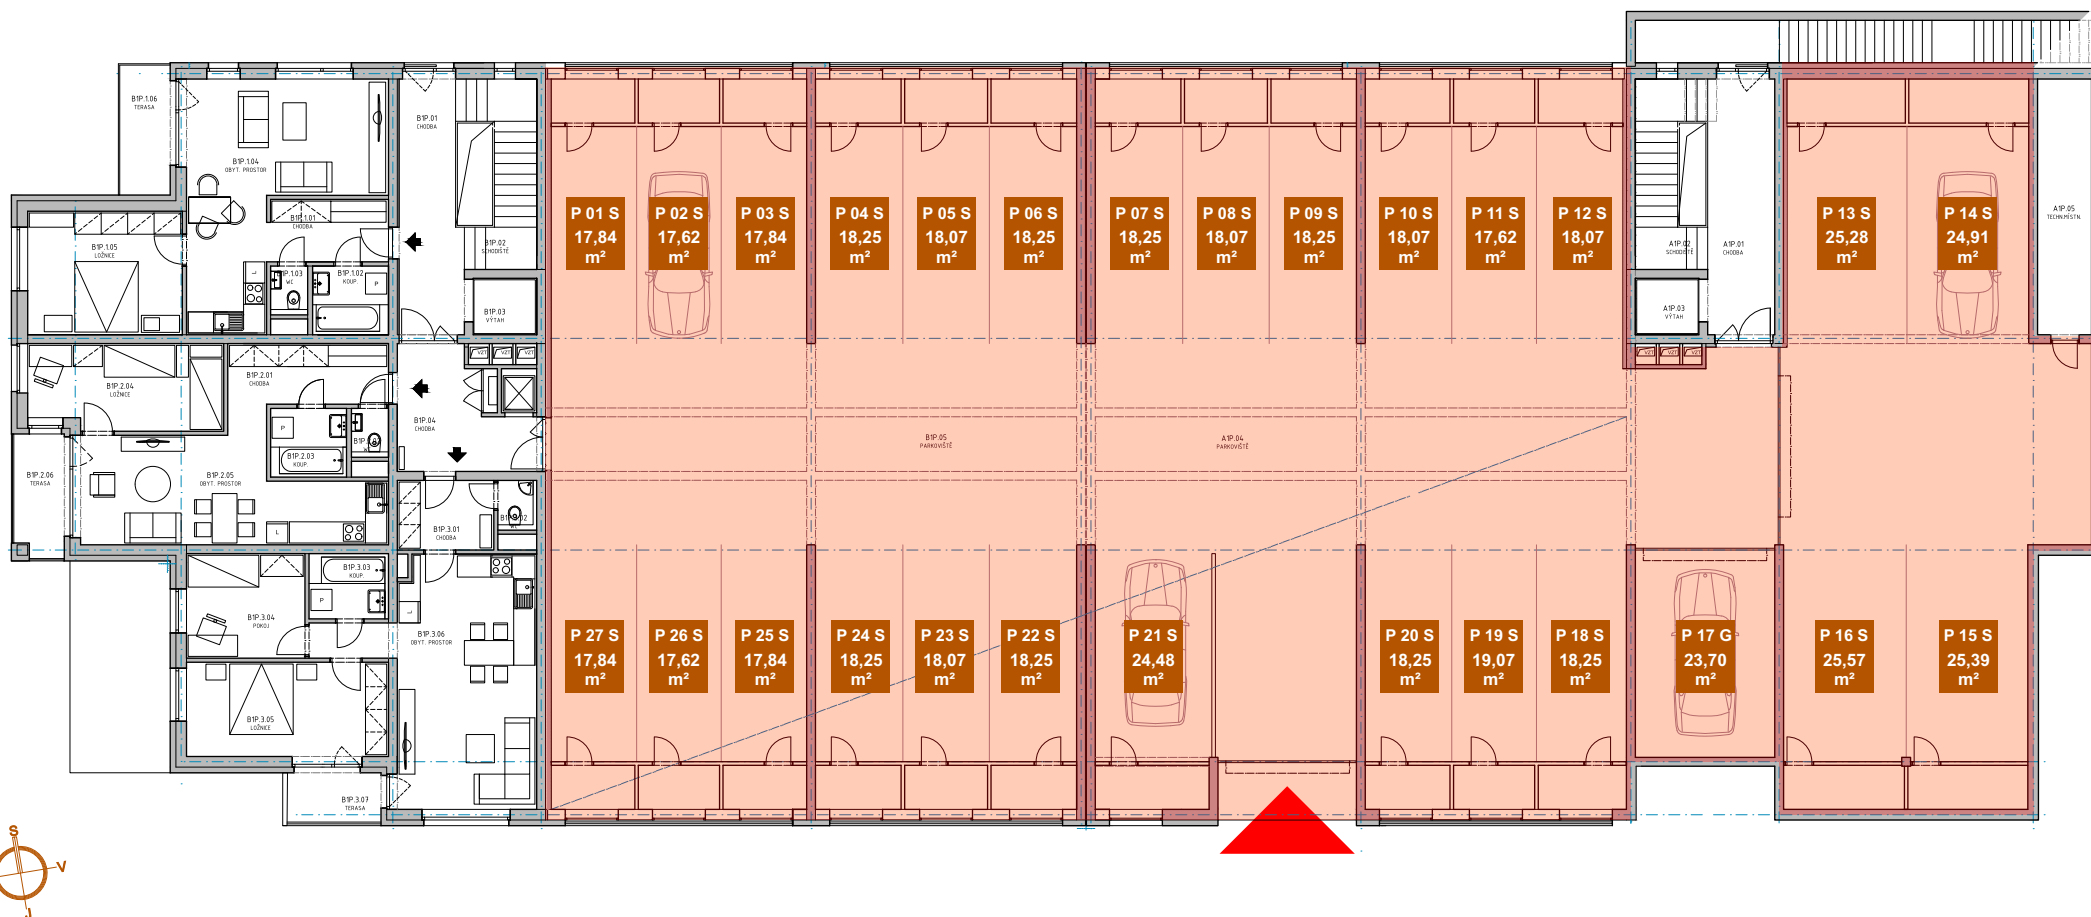 B1P.1.06
TERASA
B1P.1.04
OBYT. PROSTOR
B1P.01
CHODBA
B1P.1.01
CHODBA
B1P.1.05
LOŽNICE
B1P.02
SCHODIŠTĚ
B1P.1.03
WC
B1P.1.02
KOUP.
L
P
B1P.03
VÝTAH
VZT
VZT
VZT
B1P.2.04
LOŽNICE
B1P.2.01
CHODBA
B1P.04
CHODBA
P
B1P.2.03
KOUP.
B1P.2.06
TERASA
B1P.2.05
OBYT. PROSTOR
L
B1P.3.01
CHODBA
B1P.3.03
KOUP.
P
L
B1P.3.04
POKOJ
B1P.3.06
OBYT. PROSTOR
B1P.3.05
LOŽNICE
B1P.3.07
TERASA
P 01 S
17,84
m²
P 02 S
17,62
m²
P 03 S
17,84
m²
P 04 S
18,25
m²
P 05 S
18,07
m²
P 06 S
18,25
m²
P 07 S
18,25
m²
P 08 S
18,07
m²
P 09 S
18,25
m²
P 10 S
18,07
m²
P 11 S
17,62
m²
P 12 S
18,07
m²
P 13 S
25,28
m²
P 14 S
24,91
m²
A1P.02
SCHODIŠTĚ
A1P.01
CHODBA
A1P.03
VÝTAH
VZT
VZT
VZT
A1P.05
TECHN.MÍSTN.
B1P.05
PARKOVIŠTĚ
A1P.04
PARKOVIŠTĚ
P 27 S
17,84
m²
P 26 S
17,62
m²
P 25 S
17,84
m²
P 24 S
18,25
m²
P 23 S
18,07
m²
P 22 S
18,25
m²
P 21 S
24,48
m²
P 20 S
18,25
m²
P 19 S
19,07
m²
P 18 S
18,25
m²
P 17 G
23,70
m²
P 16 S
25,57
m²
P 15 S
25,39
m²
S
V
J